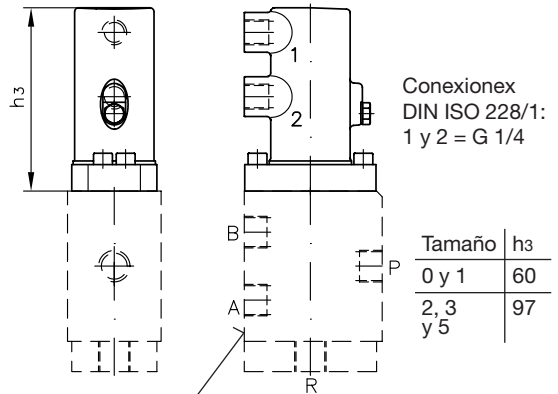 h3
1
2
Conexionex
DIN ISO 228/1:
1 y 2 = G 1/4
B
P
A
R
Tamaño h3
0 y 1 60
2, 3 97
y 5